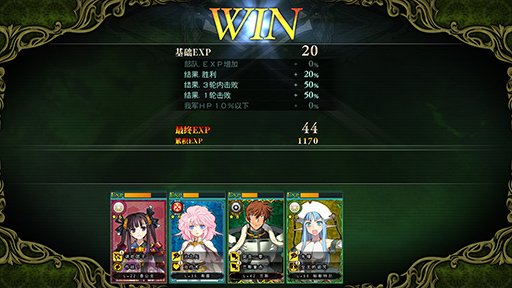 WIN
基础EXP 20
部队.EXP增加 + 0%
结果.胜利 + 20%
结果.3轮内击败 + 50%
结果.1轮击败 + 50%
我军HP10%以下 + 0%
最终EXP 44
累积EXP 1170